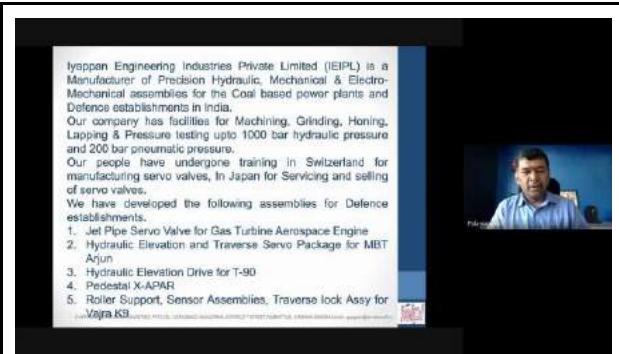 Iyappan Engineering Industries Private Limited (IEIPL) is a
Manufacturer of Precision Hydraulic, Mechanical & Electro-
Mechanical assemblies for the Coal based power plants and
Defence establishments in India.
Our company has facilities for Machining, Grinding, Honing,
Lapping & Pressure testing upto 1000 bar hydraulic pressure
and 200 bar pneumatic pressure.
Our people have undergone training in Switzerland for
manufacturing servo valves, In Japan for Servicing and selling
of servo valves.
We have developed the following assemblies for Defence
establishments.
1. Jet Pipe Servo Valve for Gas Turbine Aerospace Engine
2. Hydraulic Elevation and Traverse Servo Package for MBT
Arjun
3. Hydraulic Elevation Drive for T-90
4. Pedestal X-APAR
5. Roller Support, Sensor Assemblies, Traverse lock Assy for
Vajra K9